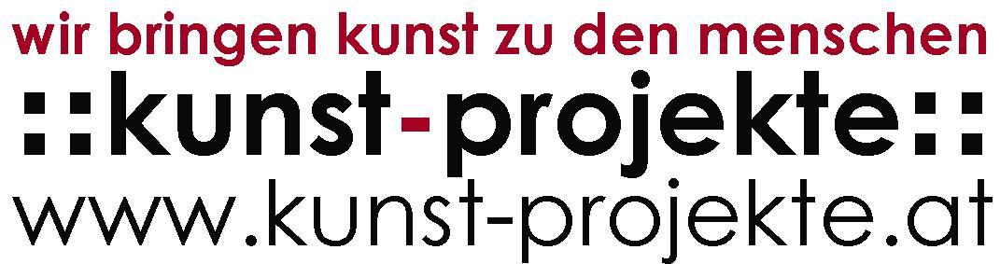 wir bringen kunst zu den menschen
::kunst-projekte::
www.kunst-projekte.at